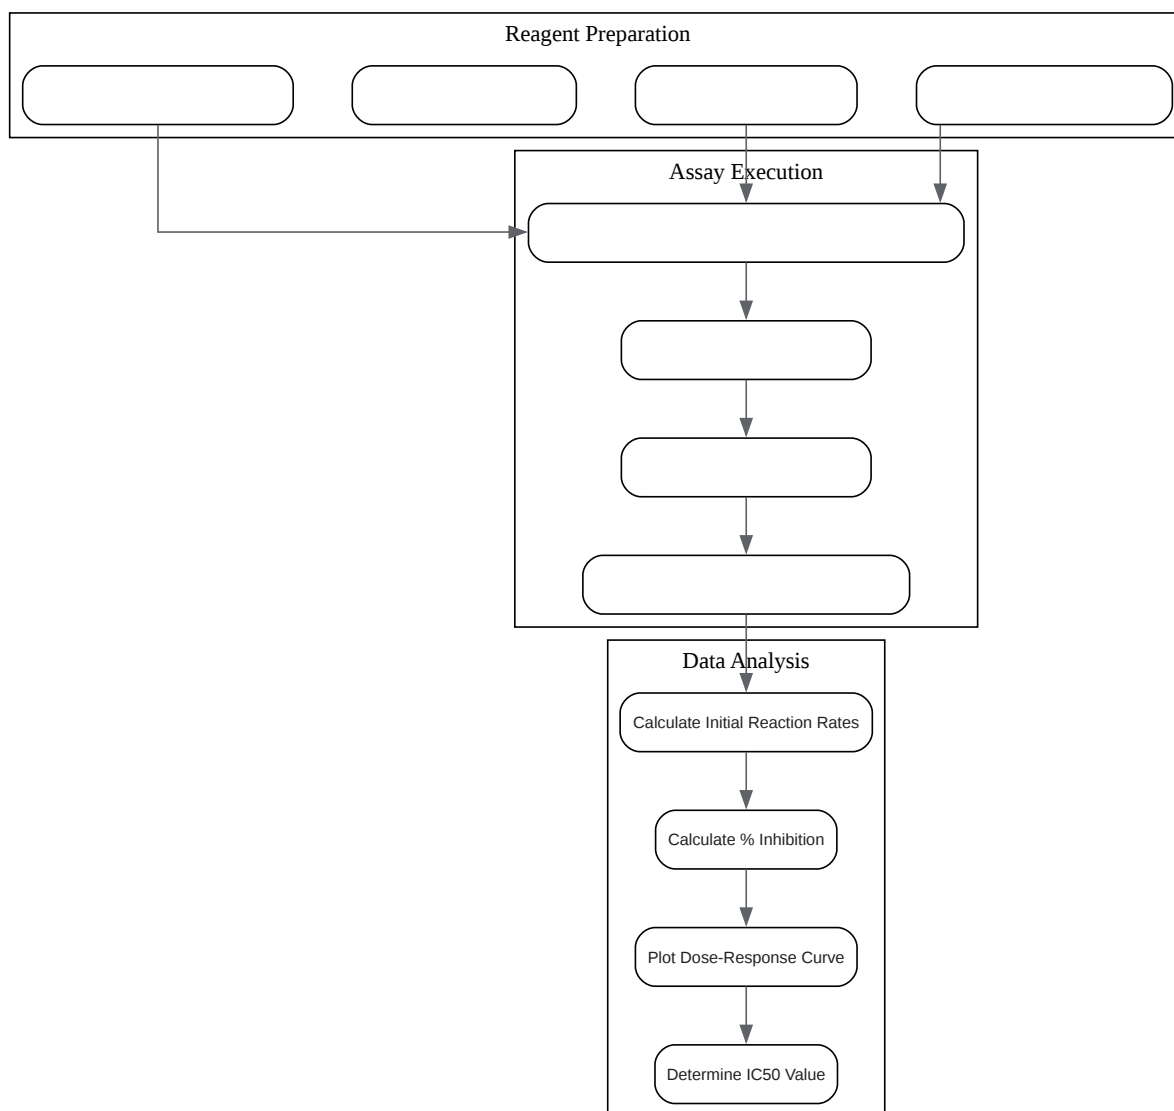 Reagent Preparation
Assay Execution
Data Analysis
Calculate Initial Reaction Rates
Calculate % Inhibition
Plot Dose-Response Curve
Determine IC50 Value